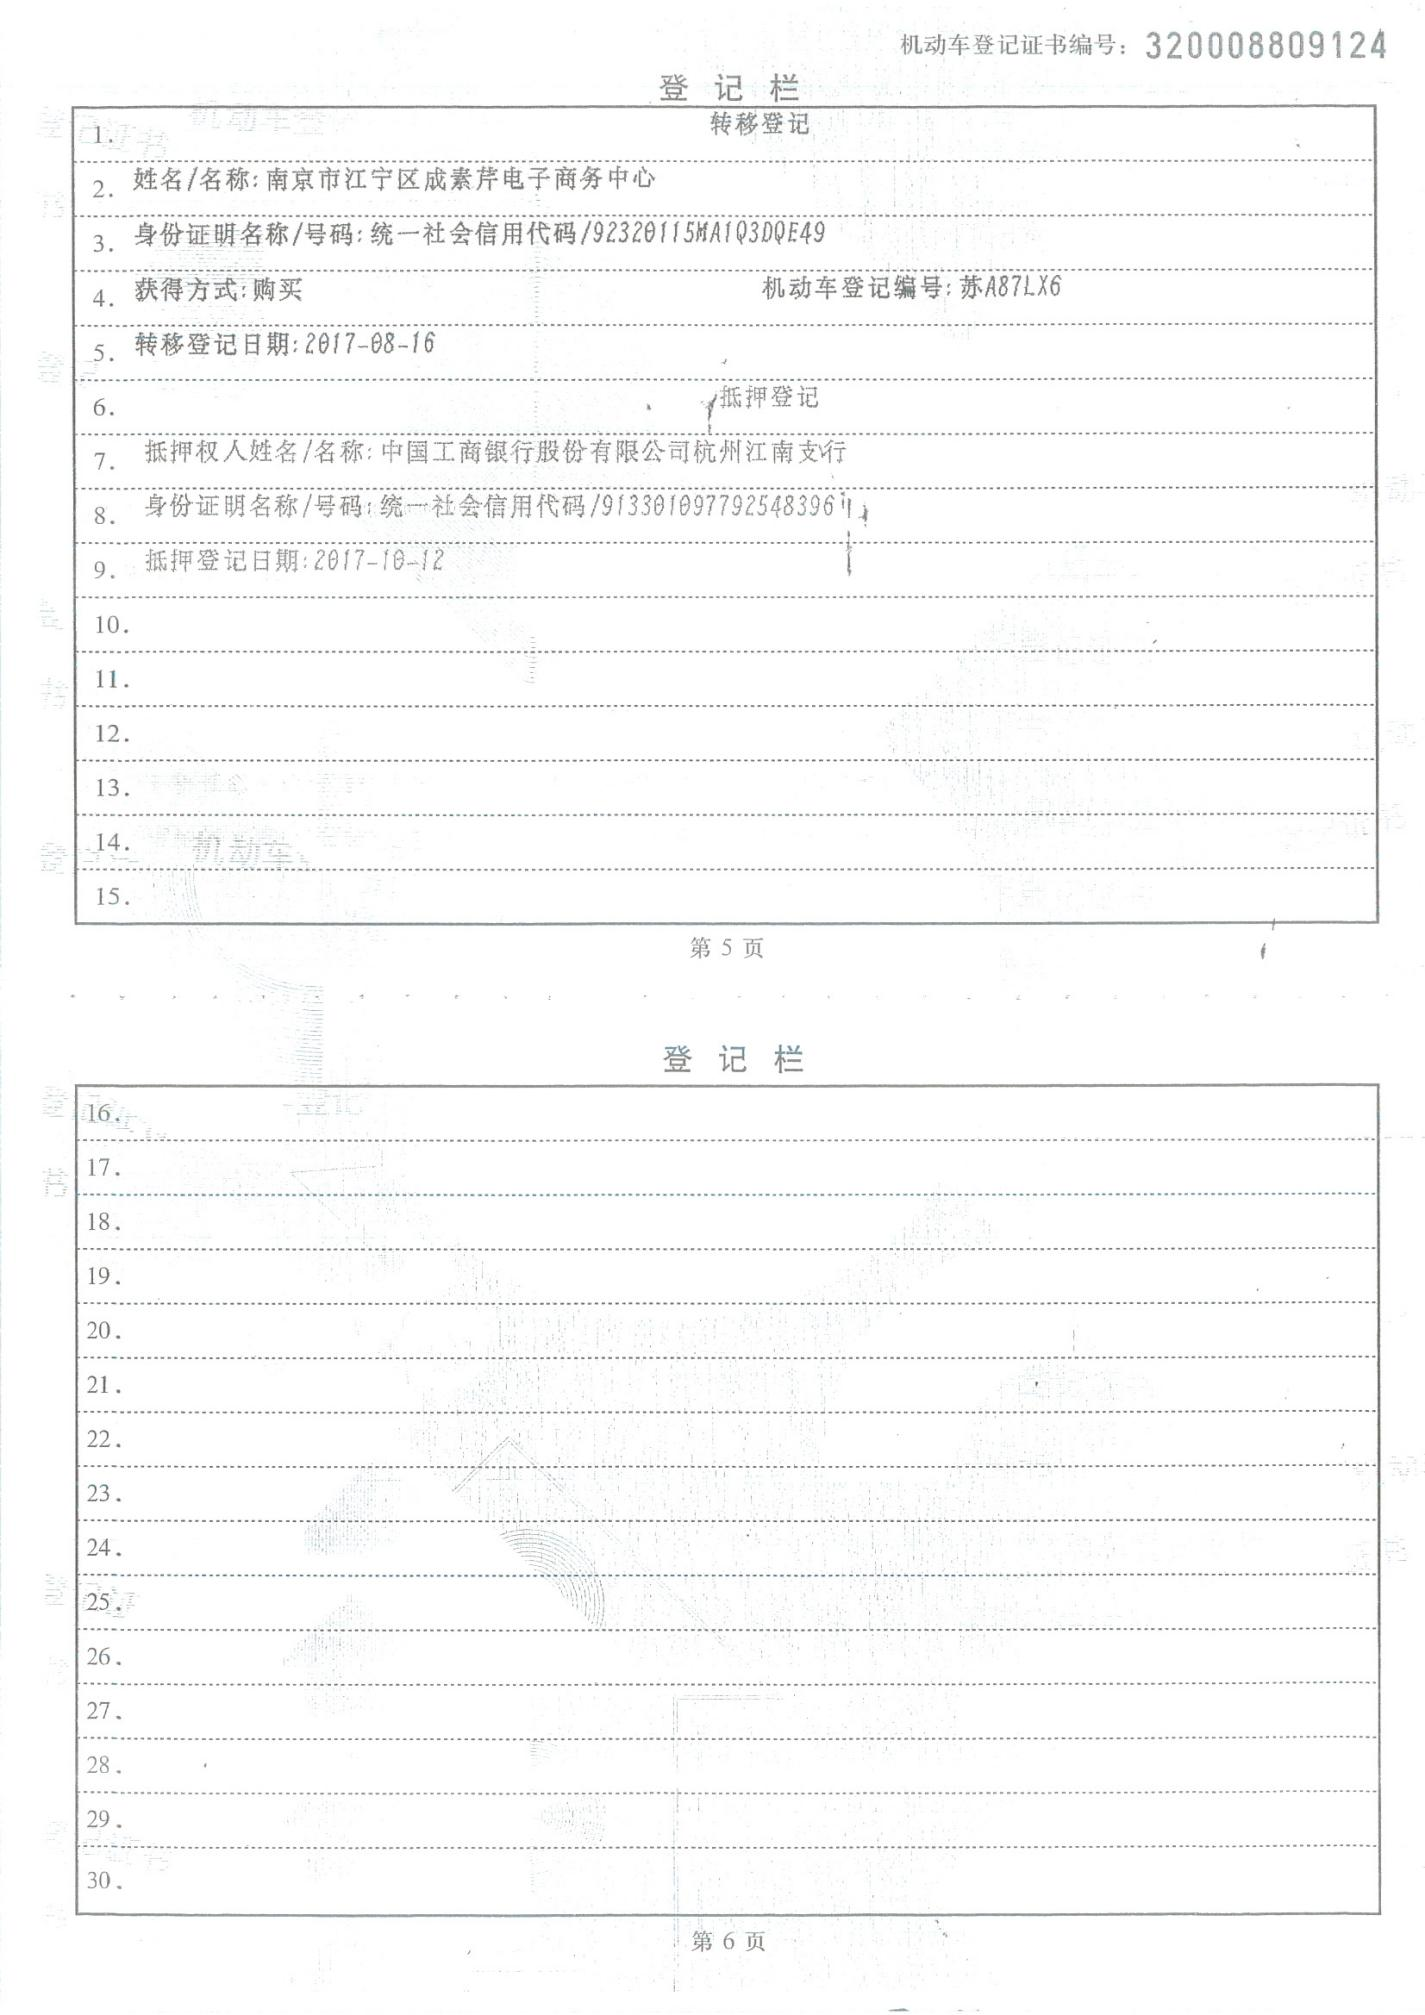 机动车登记证书编号：320008809124
登记栏
1. 转移登记
2. 姓名/名称:南京市江宁区成素芹电子商务中心
3. 身份证明名称/号码:统一社会信用代码/92320115MA1Q3DQE49
4. 获得方式:购买 机动车登记编号:苏A87LX6
5. 转移登记日期:2017-08-16
6. 抵押登记
7. 抵押权人姓名/名称:中国工商银行股份有限公司杭州江南支行
8. 身份证明名称/号码:统一社会信用代码/913301097792548396
9. 抵押登记日期:2017-10-12
10.
11.
12.
13.
14.
15.
第 5 页
登记栏
16.
17.
18.
19.
20.
21.
22.
23.
24.
25.
26.
27.
28.
29.
30.
第 6 页